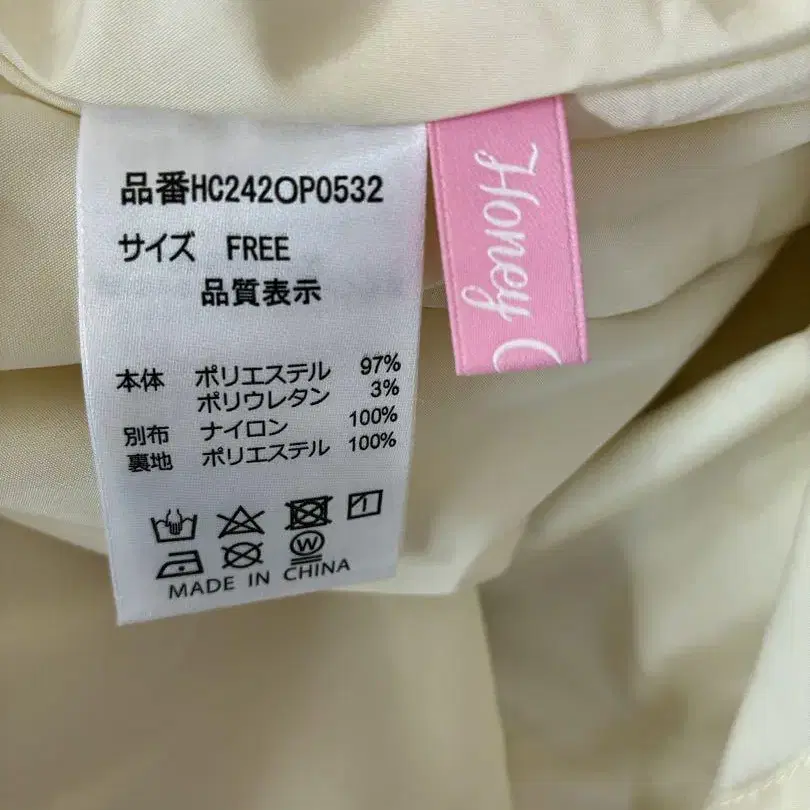 品番HC242OP0532
サイズ FREE
品質表示
本体 ポリエステル 97%
ポリウレタン 3%
別布 ナイロン 100%
裏地 ポリエステル 100%
W
MADE IN CHINA
Honey